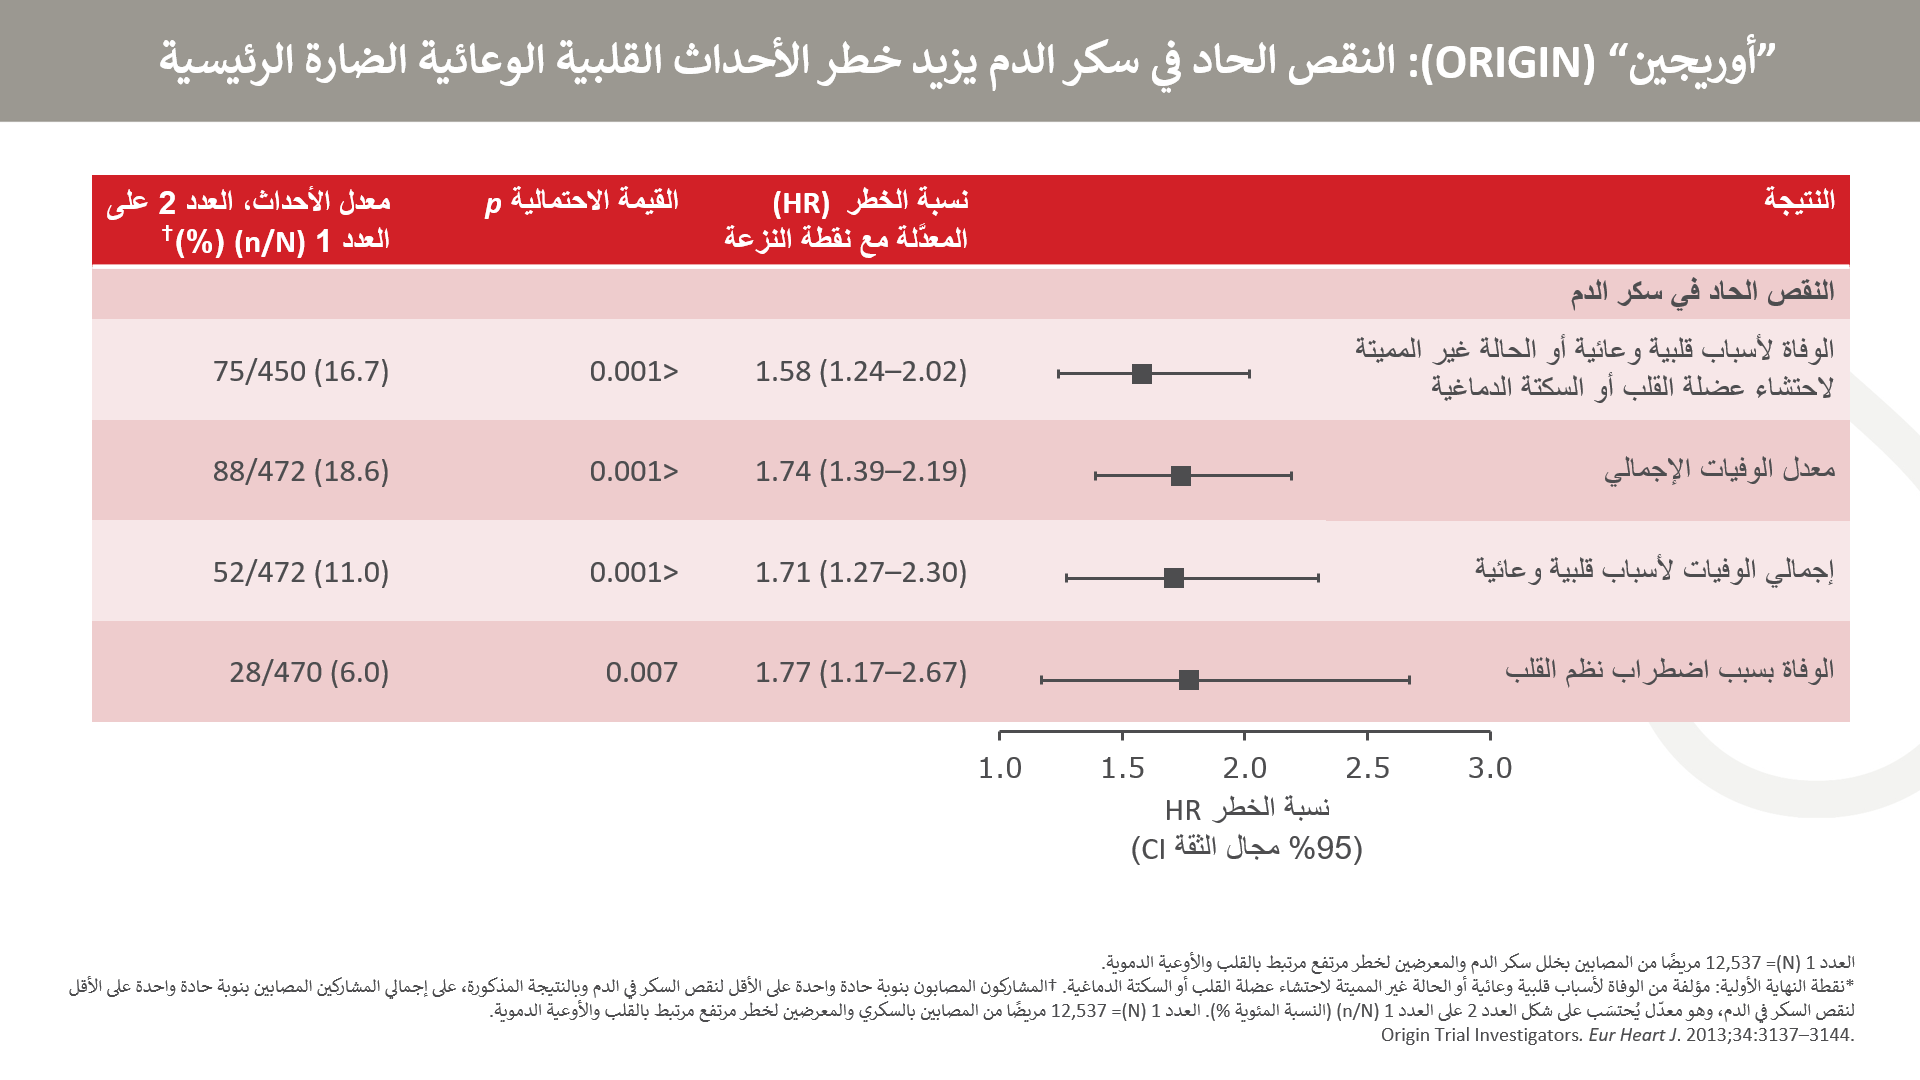 ”أوريجين“ (ORIGIN): النقص الحاد في سكر الدم يزيد خطر الأحداث القلبية الوعائية الضارة الرئيسية
النتيجة
نسبة الخطر (HR)
المعدَّلة مع نقطة النزعة
القيمة الاحتمالية p
معدل الأحداث، العدد 2 على
العدد 1 (n/N) (%)†
النقص الحاد في سكر الدم
الوفاة لأسباب قلبية وعائية أو الحالة غير المميتة
لاحتشاء عضلة القلب أو السكتة الدماغية
1.58 (1.24–2.02)
0.001>
75/450 (16.7)
معدل الوفيات الإجمالي
1.74 (1.39–2.19)
0.001>
88/472 (18.6)
إجمالي الوفيات لأسباب قلبية وعائية
1.71 (1.27–2.30)
0.001>
52/472 (11.0)
الوفاة بسبب اضطراب نظم القلب
1.77 (1.17–2.67)
0.007
28/470 (6.0)
1.0 1.5 2.0 2.5 3.0
نسبة الخطر HR
(95% مجال الثقة CI)
العدد 1 (N)= 12,537 مريضًا من المصابين بخلل سكر الدم والمعرضين لخطر مرتفع مرتبط بالقلب والأوعية الدموية.
*نقطة النهاية الأولية: مؤلفة من الوفاة لأسباب قلبية وعائية أو الحالة غير المميتة لاحتشاء عضلة القلب أو السكتة الدماغية. †المشاركون المصابون بنوبة حادة واحدة على الأقل لنقص السكر في الدم وبالنتيجة المذكورة، على إجمالي المشاركين المصابين بنوبة حادة واحدة على الأقل
لنقص السكر في الدم، وهو معدّل يُحتسَب على شكل العدد 2 على العدد 1 (n/N) (النسبة المئوية %). العدد 1 (N)= 12,537 مريضًا من المصابين بالسكري والمعرضين لخطر مرتفع مرتبط بالقلب والأوعية الدموية.
Origin Trial Investigators. Eur Heart J. 2013;34:3137–3144.